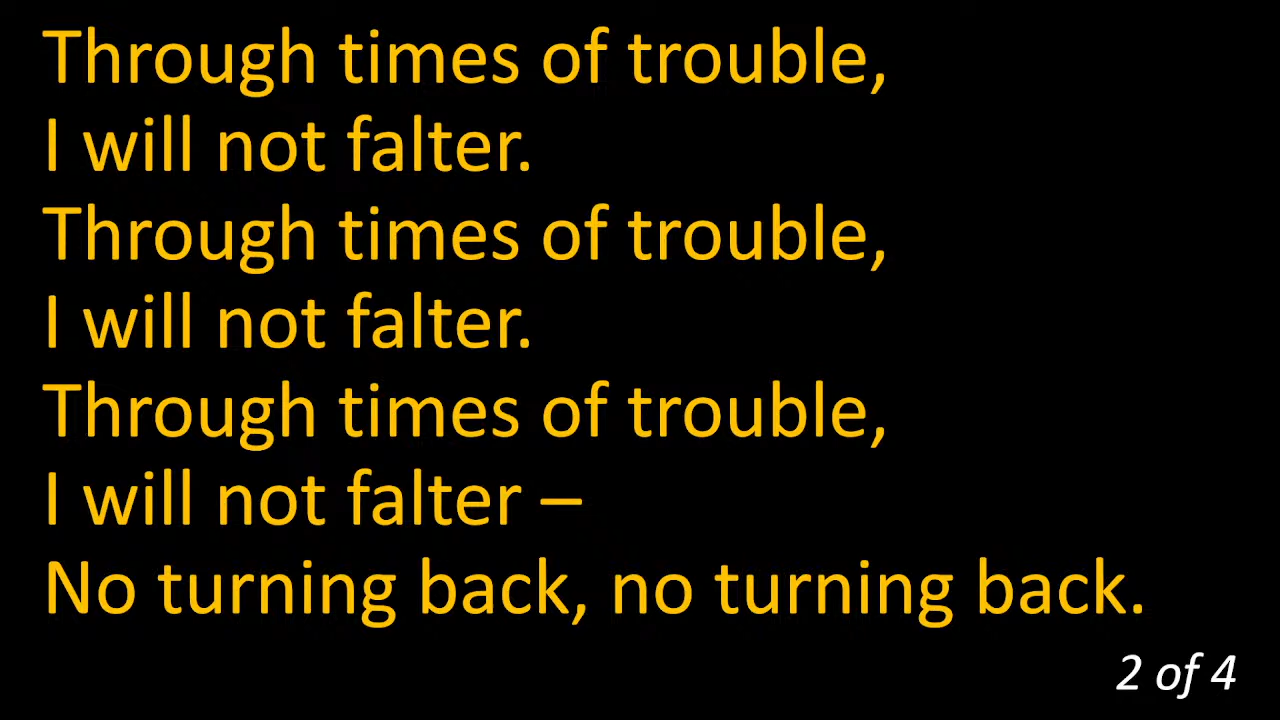 Through times of trouble,
I will not falter.
Through times of trouble,
I will not falter.
Through times of trouble,
I will not falter –
No turning back, no turning back.
2 of 4